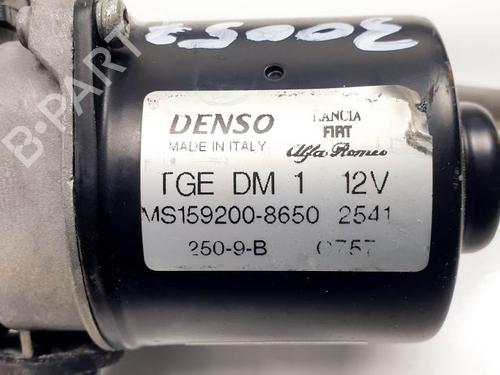 DENSO
MADE IN ITALY
LANCIA
FIAT
Alfa Romeo
TGE DM 1 12V
MS159200-8650 2541
250-9-B 0757
B-PARTS